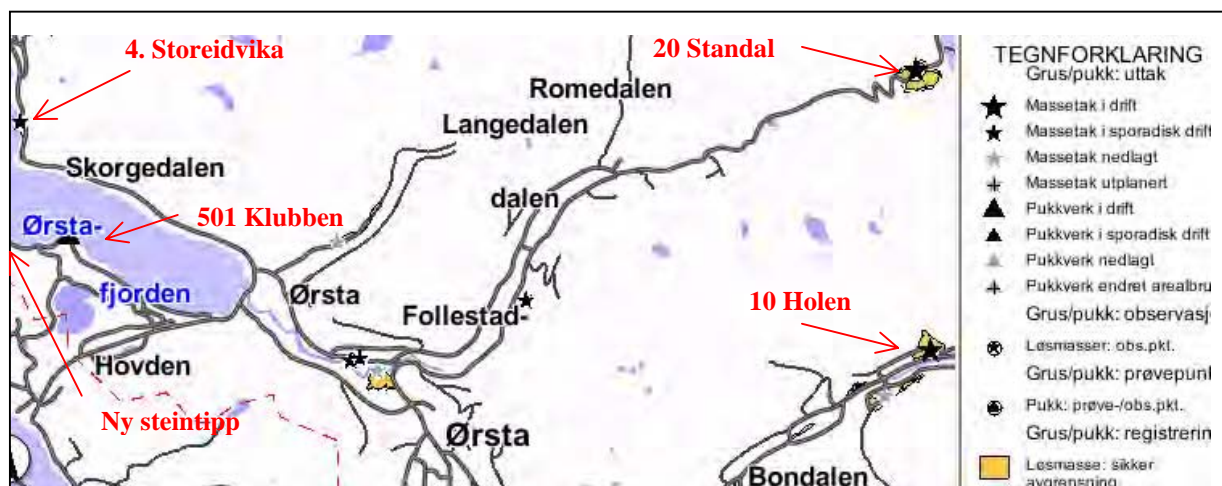 4. Storeidvika
20 Standal
Romedalen
Langedalen
Skorgedalen
dalen
501 Klubben
Ørsta-
fjorden
Ørsta
Follestad-
10 Holen
Hovden
Ny steintipp
Ørsta
Bondalen
TEGNFORKLARING
Grus/pukk: uttak
Massetak i drift
Massetak i sporadisk drift
Massetak nedlagt
Massetak utplanert
Pukkverk i drift
Pukkverk i sporadisk drift
Pukkverk nedlagt
Pukkverk endret arealbru
Grus/pukk: observasj
Løsmasser: obs.pkt.
Grus/pukk: prøvepunk
Pukk: prøve-/obs.pkt.
Grus/pukk: registrerin
Løsmasse: sikker
avgrensning